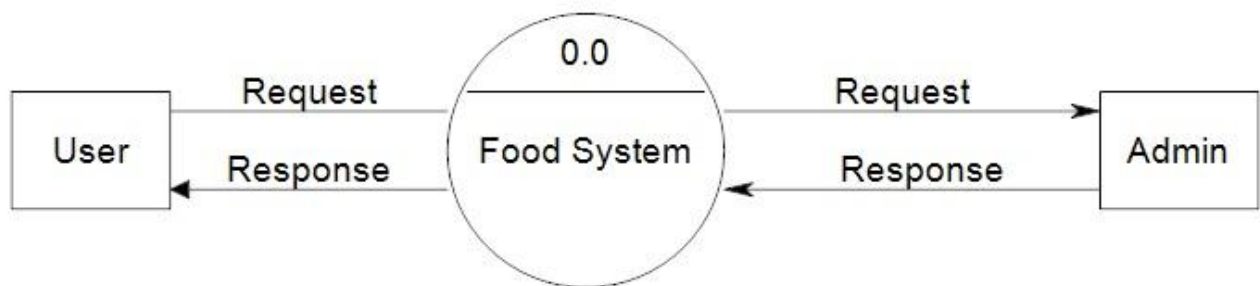 0.0
Request
Request
User
Food System
Admin
Response
Response